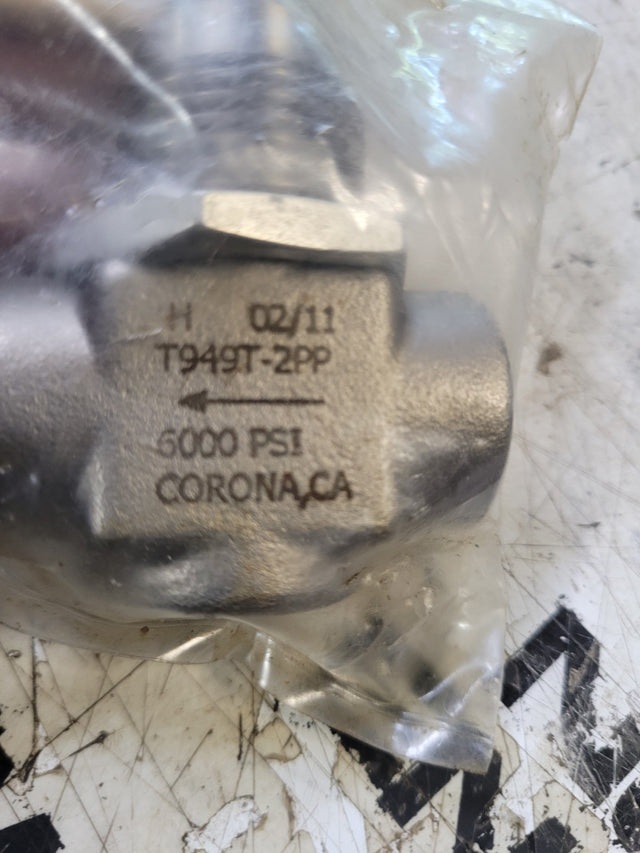 H 02/11
T949T-2PP
6000 PSI
CORONA,CA